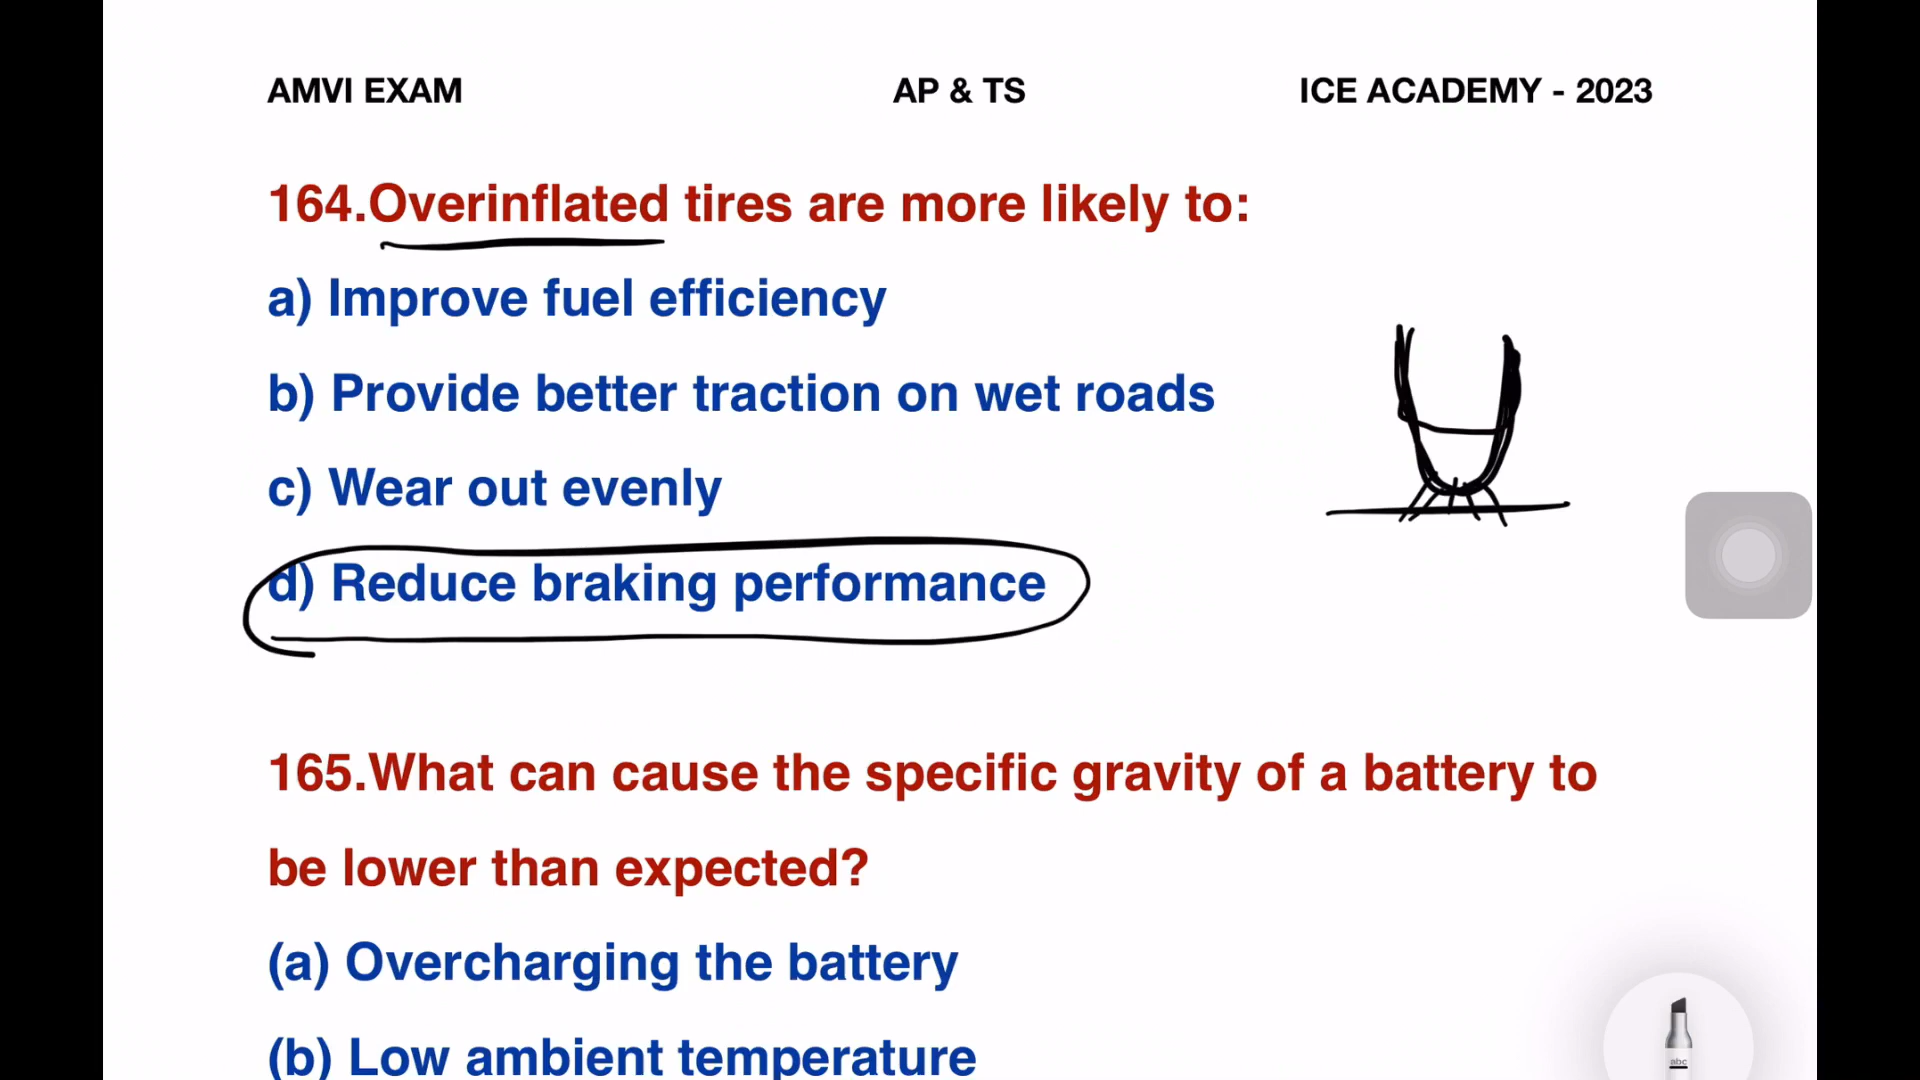 AMVI EXAM AP & TS ICE ACADEMY - 2023
164.Overinflated tires are more likely to:
a) Improve fuel efficiency
b) Provide better traction on wet roads
c) Wear out evenly
d) Reduce braking performance
165.What can cause the specific gravity of a battery to
be lower than expected?
(a) Overcharging the battery
(b) Low ambient temperature
abc